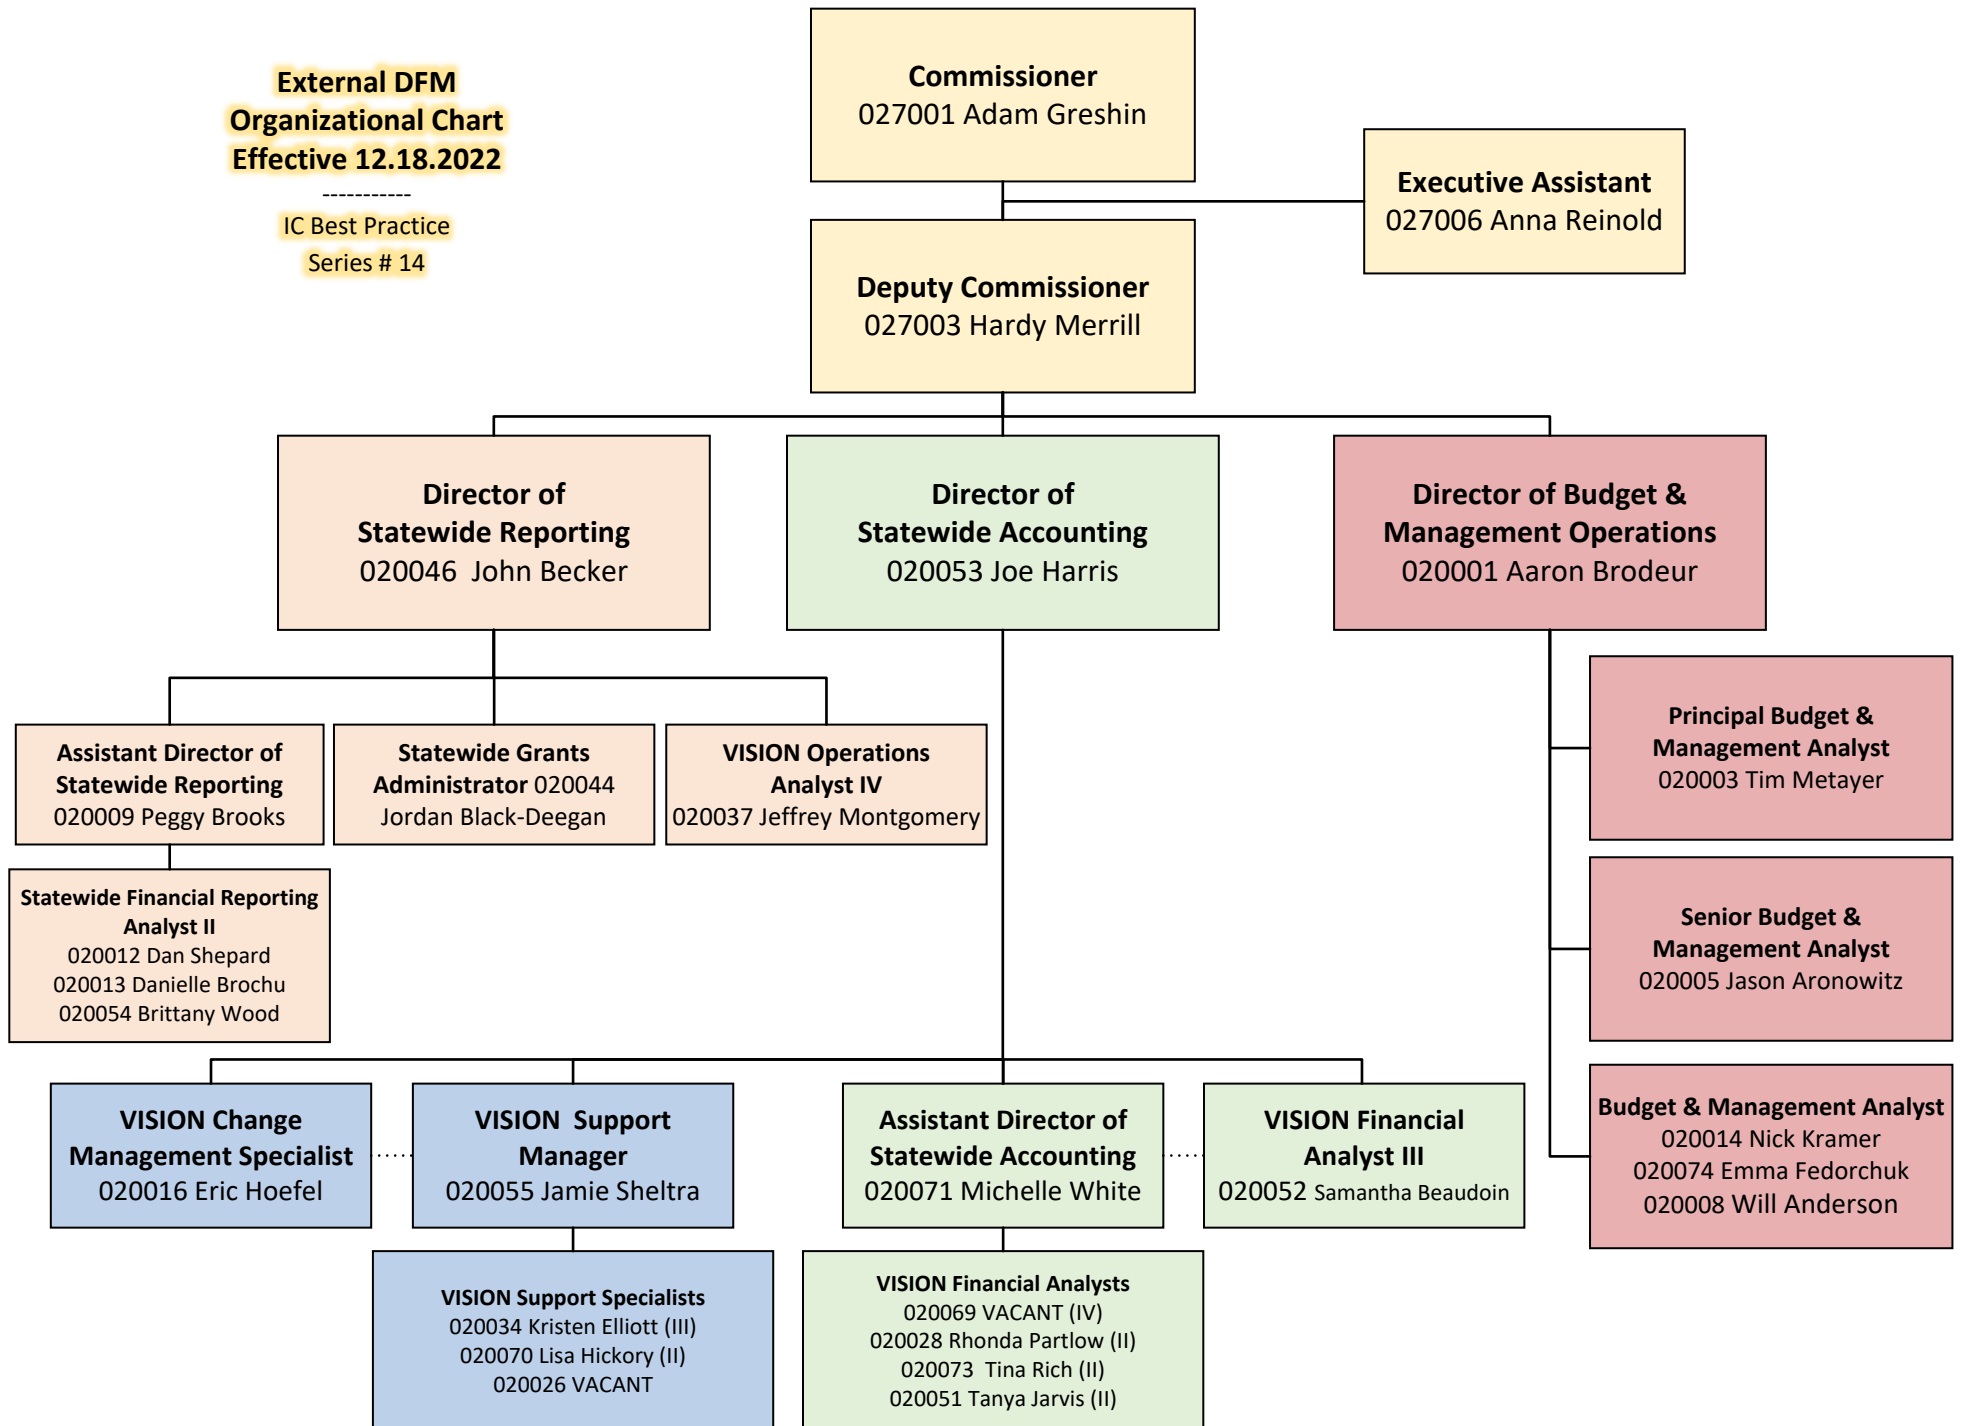 External DFM
Organizational Chart
Effective 12.18.2022
-----------
IC Best Practice
Series # 14
Commissioner
027001 Adam Greshin
Executive Assistant
027006 Anna Reinold
Deputy Commissioner
027003 Hardy Merrill
Director of
Statewide Reporting
020046  John Becker
Director of
Statewide Accounting
020053 Joe Harris
Director of Budget &
Management Operations
020001 Aaron Brodeur
Assistant Director of
Statewide Reporting
020009 Peggy Brooks
Statewide Grants
Administrator 020044
Jordan Black-Deegan
VISION Operations
Analyst IV
020037 Jeffrey Montgomery
Principal Budget &
Management Analyst
020003 Tim Metayer
Statewide Financial Reporting
Analyst II
020012 Dan Shepard
020013 Danielle Brochu
020054 Brittany Wood
Senior Budget &
Management Analyst
020005 Jason Aronowitz
VISION Change
Management Specialist
020016 Eric Hoefel
VISION  Support
Manager
020055 Jamie Sheltra
Assistant Director of
Statewide Accounting
020071 Michelle White
VISION Financial
Analyst III
020052 Samantha Beaudoin
Budget & Management Analyst
020014 Nick Kramer
020074 Emma Fedorchuk
020008 Will Anderson
VISION Support Specialists
020034 Kristen Elliott (III)
020070 Lisa Hickory (II)
020026 VACANT
VISION Financial Analysts
020069 VACANT (IV)
020028 Rhonda Partlow (II)
020073  Tina Rich (II)
020051 Tanya Jarvis (II)